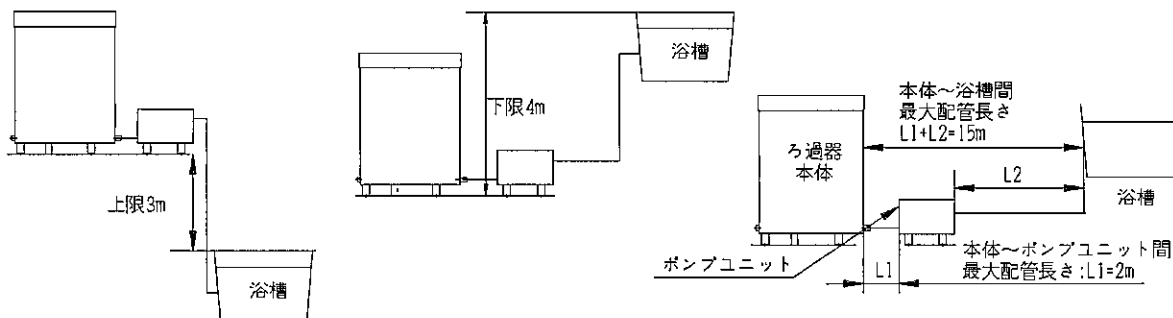 上限3m
浴槽
下限4m
浴槽
本体～浴槽間
最大配管長さ
L1+L2=15m
ろ過器
本体
L2
浴槽
ポンプユニット
L1
本体～ポンプユニット間
最大配管長さ:L1=2m